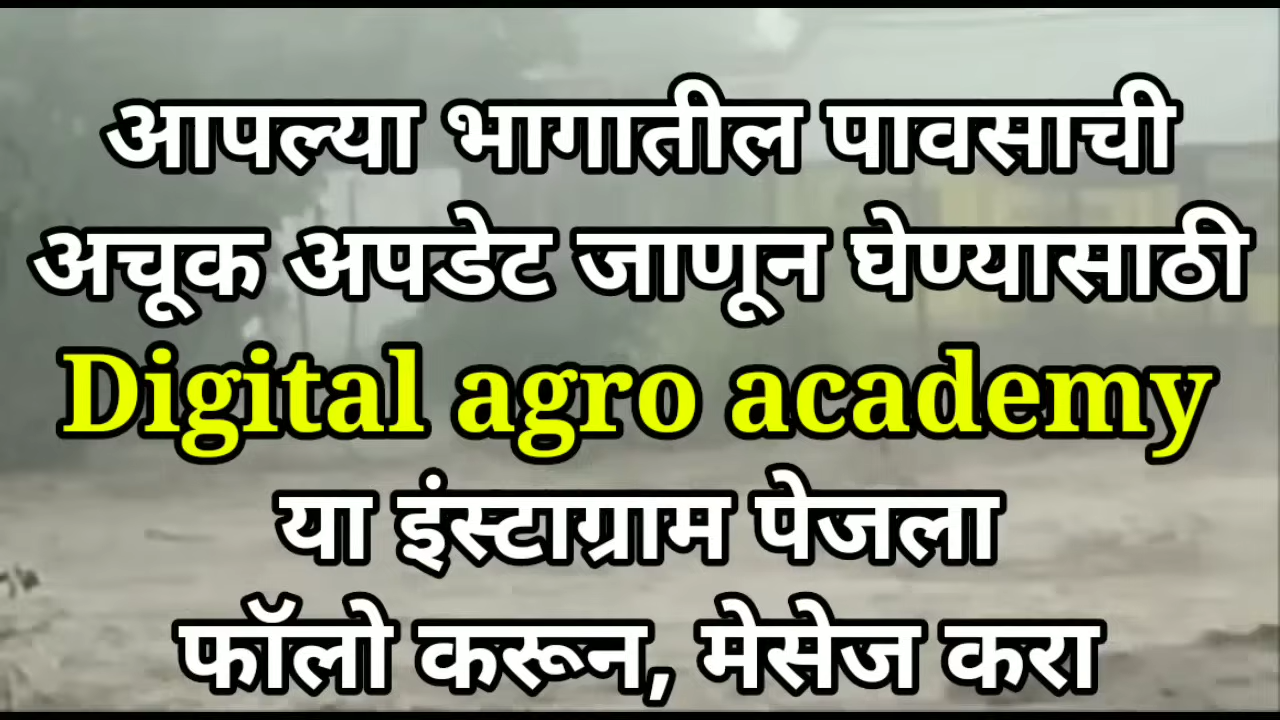 आपल्या भागातील पावसाची
अचूक अपडेट जाणून घेण्यासाठी
Digital agro academy
या इंस्टाग्राम पेजला
फॉलो करून, मेसेज करा